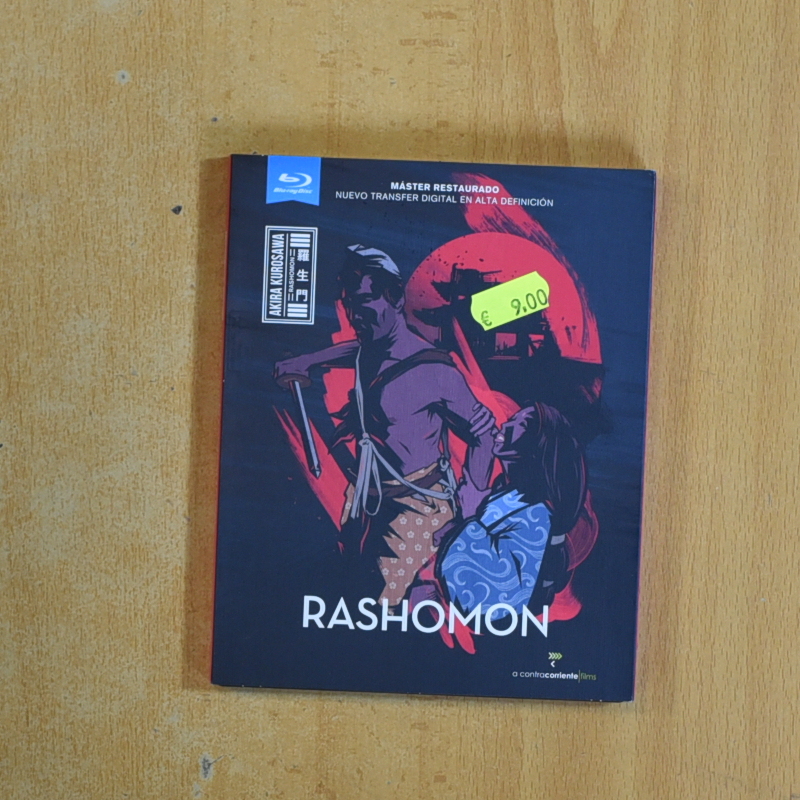 Blu-ray Disc
MÁSTER RESTAURADO
NUEVO TRANSFER DIGITAL EN ALTA DEFINICIÓN
AKIRA KUROSAWA
RASHOMON
羅生門
€ 9,00
RASHOMON
a contracorriente films